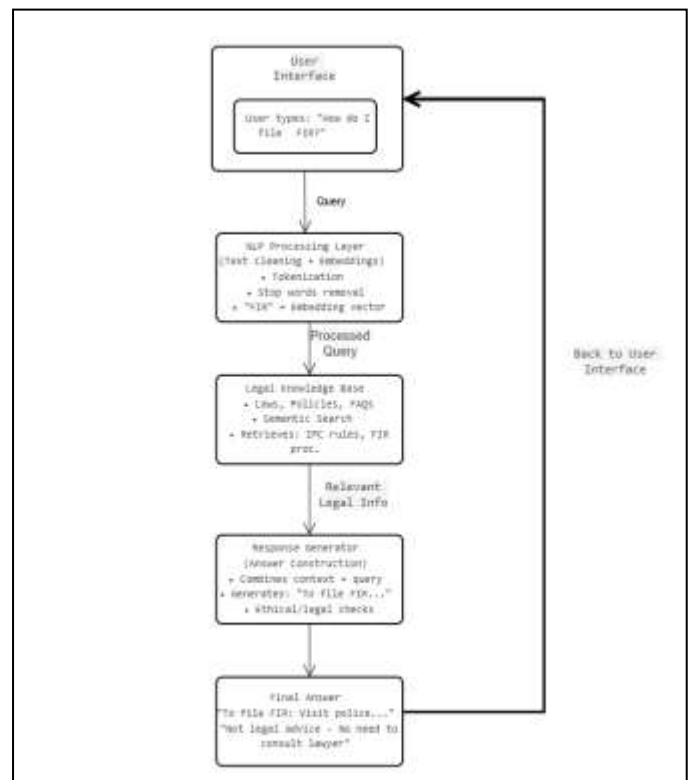 User
Interface
User types: "How do I
file FIR?"
Query
NLP Processing Layer
(Text Cleaning + Embeddings)
• Tokenization
• Stop words removal
• "FIR" → Embedding vector
Processed
Query
Legal Knowledge Base
• Laws, Policies, FAQs
• Semantic Search
• Retrieves: IPC rules, FIR
proc.
Back to User
Interface
Relevant
Legal Info
Response Generator
(Answer Construction)
• Combines context + query
• Generates: "To file FIR..."
• Ethical/legal checks
Final Answer
"To File FIR: Visit police..."
"Not legal advice - No need to
consult lawyer"